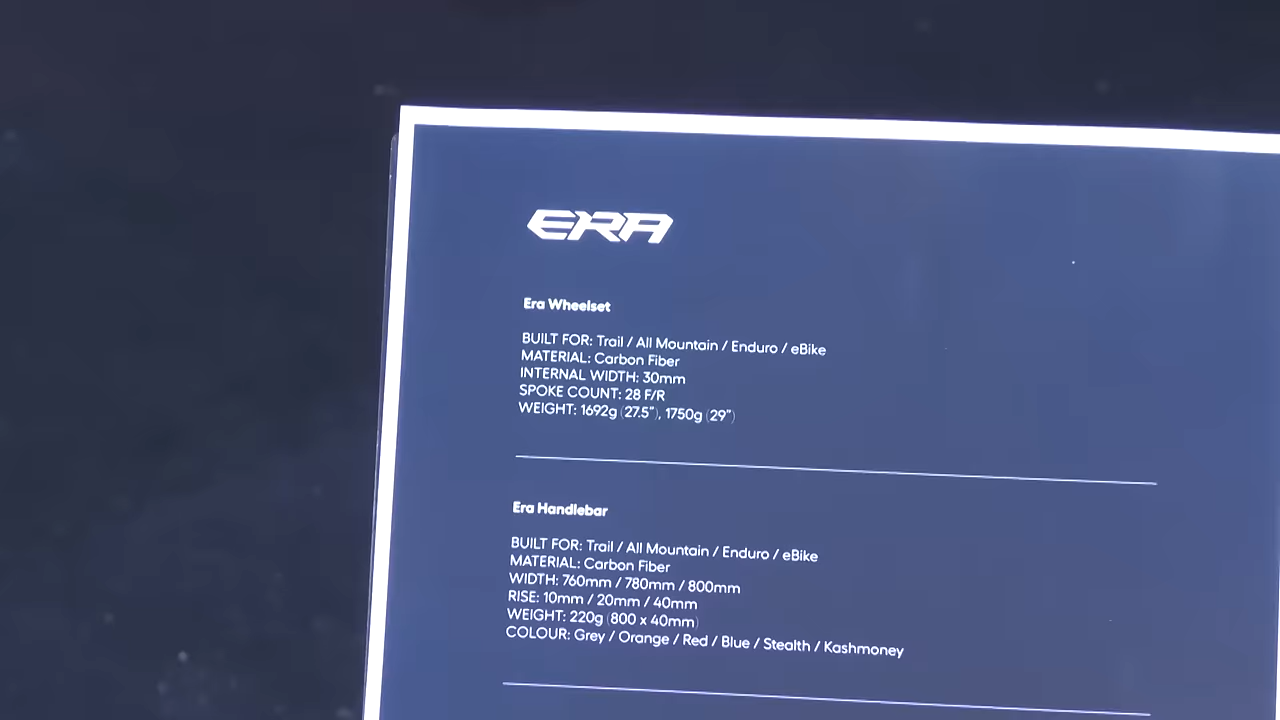 ERA
Era Wheelset
BUILT FOR: Trail / All Mountain / Enduro / eBike
MATERIAL: Carbon Fiber
INTERNAL WIDTH: 30mm
SPOKE COUNT: 28 F/R
WEIGHT: 1692g (27.5"), 1750g (29")
Era Handlebar
BUILT FOR: Trail / All Mountain / Enduro / eBike
MATERIAL: Carbon Fiber
WIDTH: 760mm / 780mm / 800mm
RISE: 10mm / 20mm / 40mm
WEIGHT: 220g (800 x 40mm)
COLOUR: Grey / Orange / Red / Blue / Stealth / Kashmoney